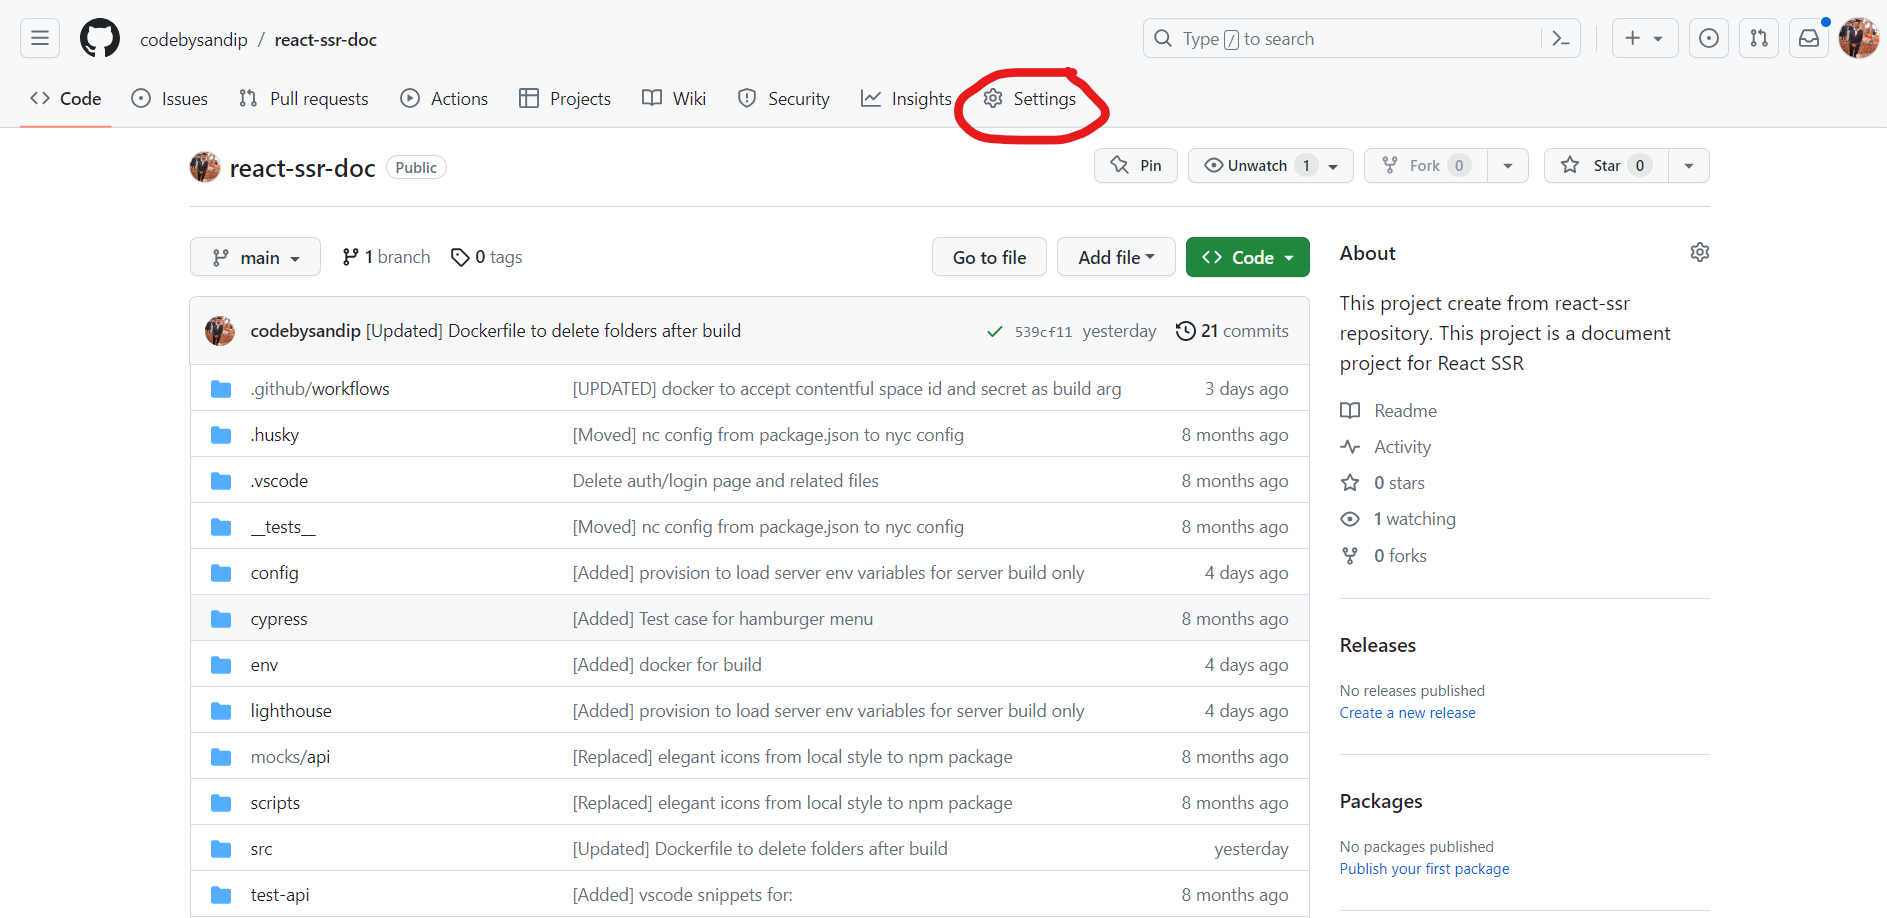 codebysandip / react-ssr-doc
Type / to search
Code Issues Pull requests Actions Projects Wiki Security Insights Settings
react-ssr-doc Public
Pin Unwatch 1 Fork 0 Star 0
main 1 branch 0 tags Go to file Add file Code
codebysandip [Updated] Dockerfile to delete folders after build 539cf11 yesterday 21 commits
.github/workflows [UPDATED] docker to accept contentful space id and secret as build arg 3 days ago
.husky [Moved] nc config from package.json to nyc config 8 months ago
.vscode Delete auth/login page and related files 8 months ago
__tests__ [Moved] nc config from package.json to nyc config 8 months ago
config [Added] provision to load server env variables for server build only 4 days ago
cypress [Added] Test case for hamburger menu 8 months ago
env [Added] docker for build 4 days ago
lighthouse [Added] provision to load server env variables for server build only 4 days ago
mocks/api [Replaced] elegant icons from local style to npm package 8 months ago
scripts [Replaced] elegant icons from local style to npm package 8 months ago
src [Updated] Dockerfile to delete folders after build yesterday
test-api [Added] vscode snippets for: 8 months ago
About
This project create from react-ssr
repository. This project is a document
project for React SSR
Readme
Activity
0 stars
1 watching
0 forks
Releases
No releases published
Create a new release
Packages
No packages published
Publish your first package